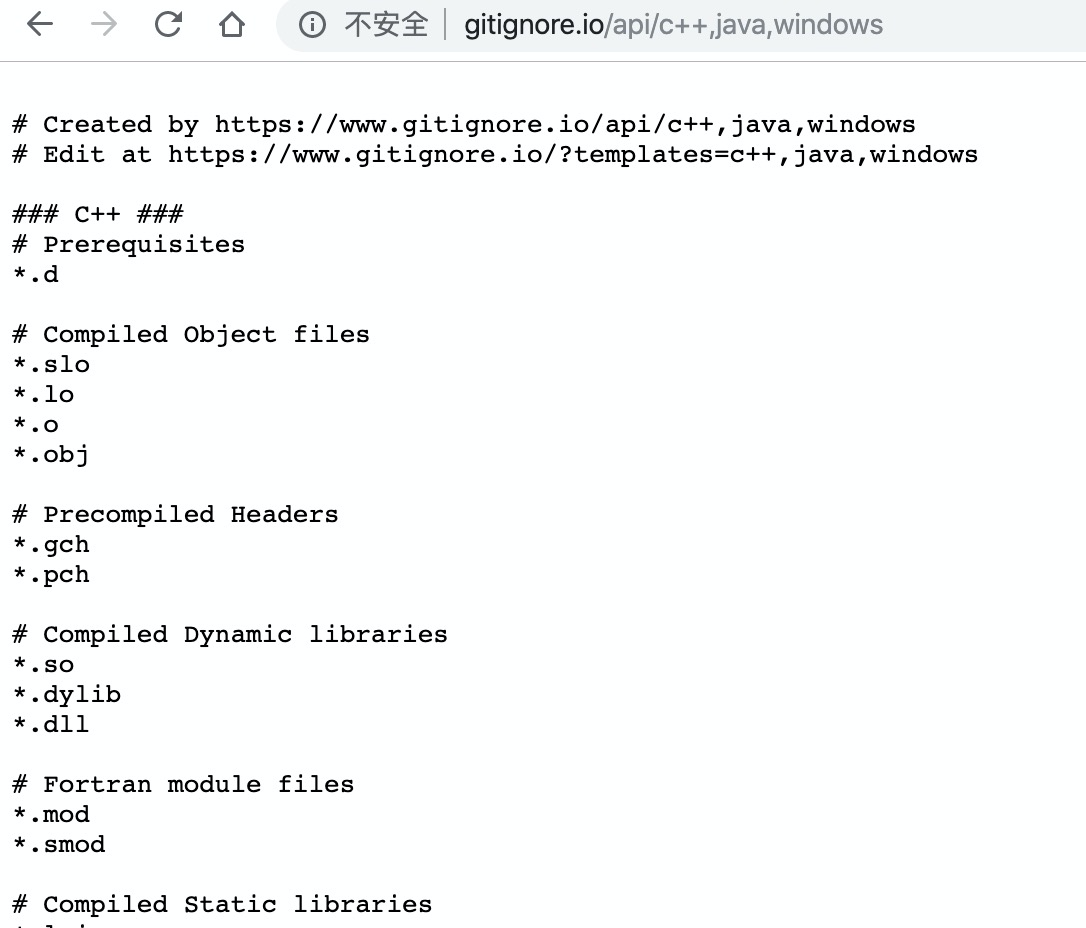 不安全 gitignore.io/api/c++,java,windows
# Created by https://www.gitignore.io/api/c++,java,windows
# Edit at https://www.gitignore.io/?templates=c++,java,windows
### C++ ###
# Prerequisites
*.d
# Compiled Object files
*.slo
*.lo
*.o
*.obj
# Precompiled Headers
*.gch
*.pch
# Compiled Dynamic libraries
*.so
*.dylib
*.dll
# Fortran module files
*.mod
*.smod
# Compiled Static libraries